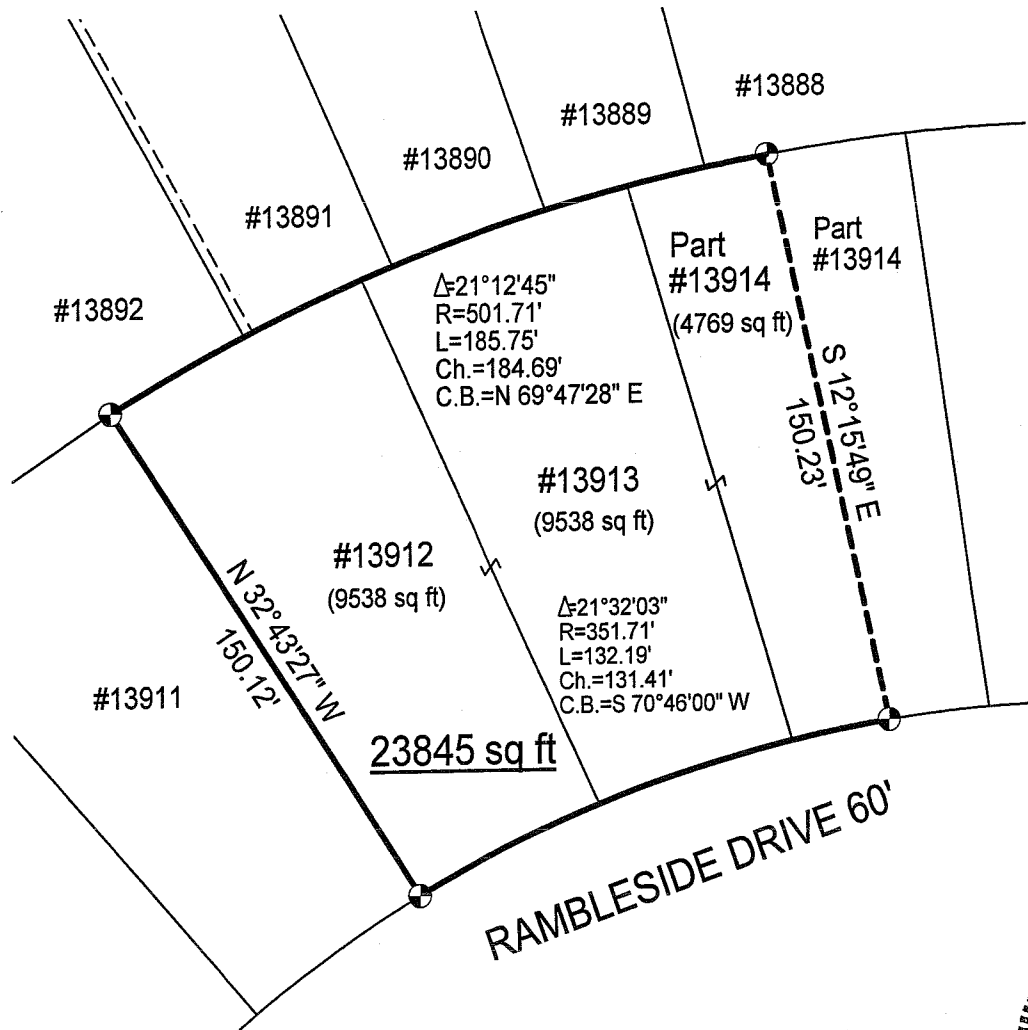 #13888
#13889
#13890
#13891
#13892
Part
#13914
(4769 sq ft)
Part
#13914
Δ=21°12'45"
R=501.71'
L=185.75'
Ch.=184.69'
C.B.=N 69°47'28" E
S 12°15'49" E
150.23'
#13913
(9538 sq ft)
#13912
(9538 sq ft)
N 32°43'27" W
150.12'
Δ=21°32'03"
R=351.71'
L=132.19'
Ch.=131.41'
C.B.=S 70°46'00" W
#13911
23845 sq ft
RAMBLESIDE DRIVE 60'